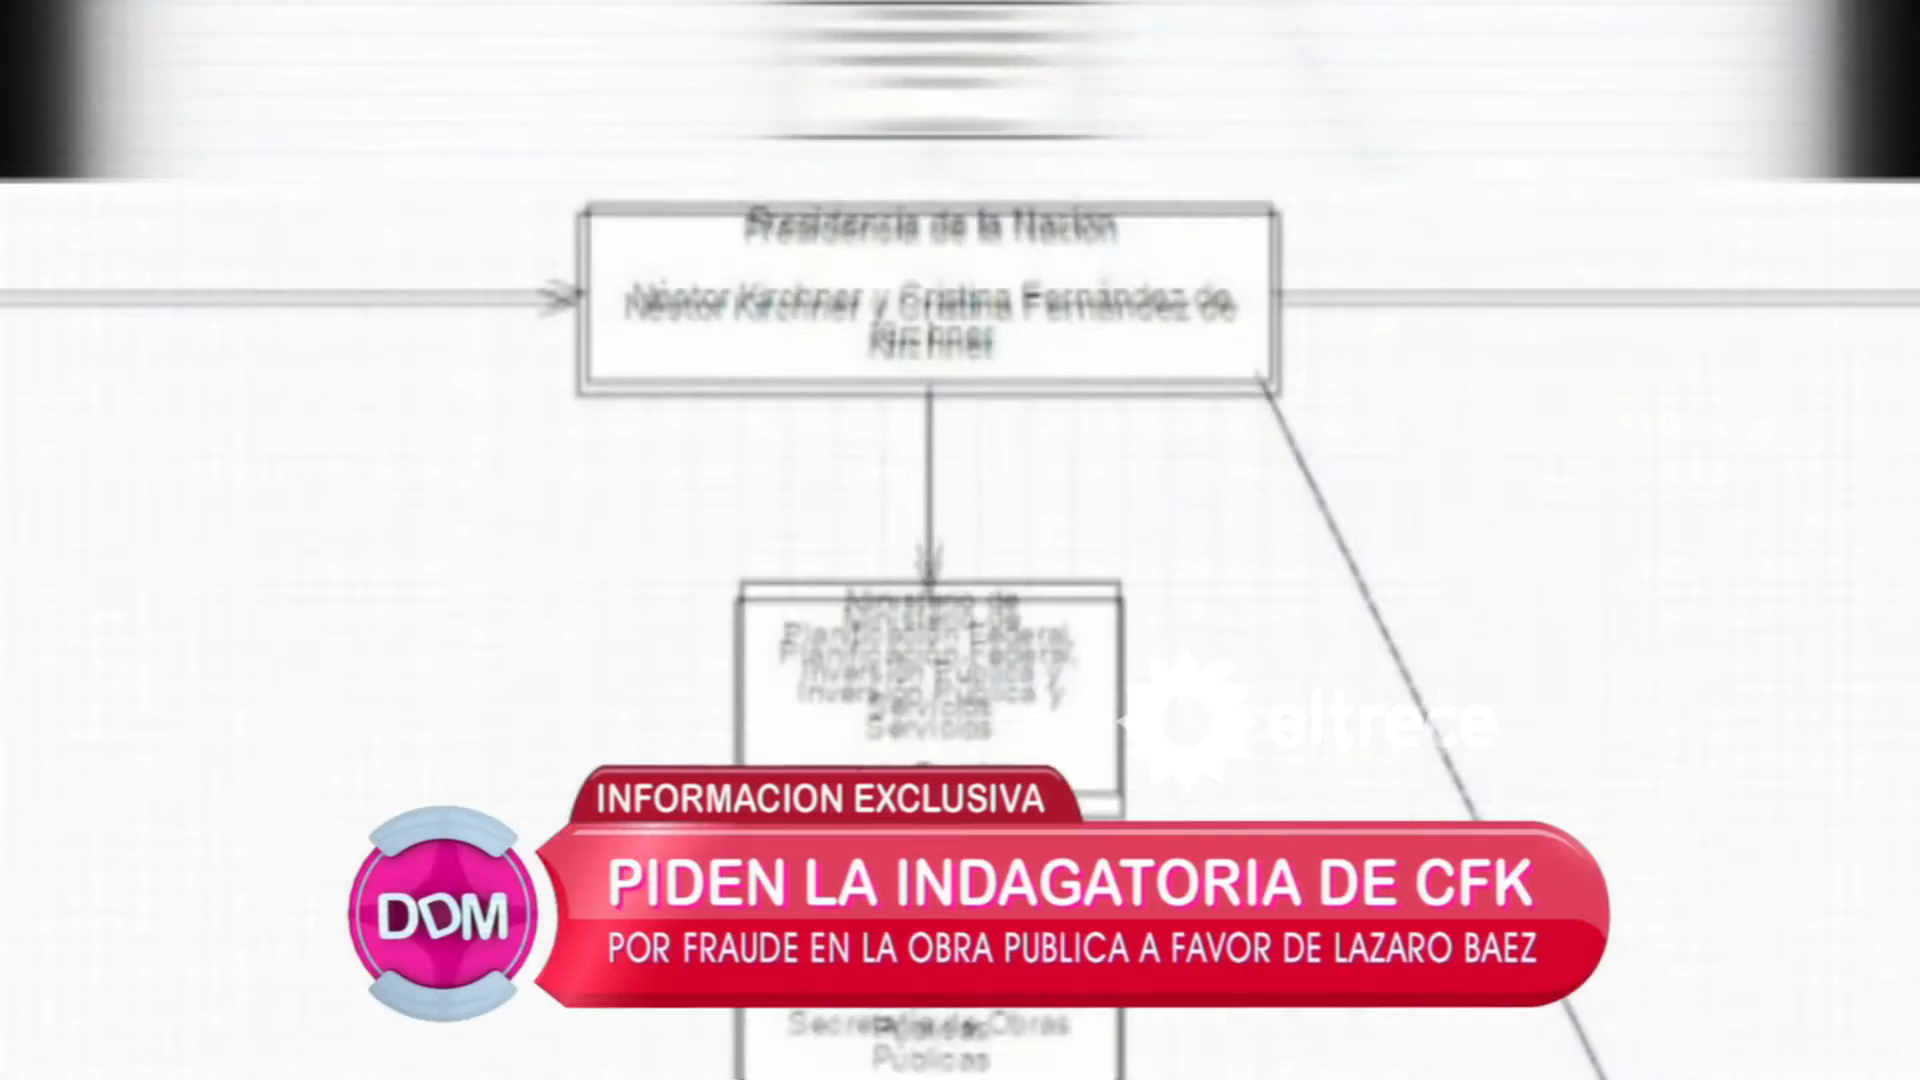 Presidencia de la Nación
Néstor Kirchner y Cristina Fernández de
Kirchner
Ministerio de
Planificación Federal,
Inversión Pública y
Servicios
eltrece
INFORMACION EXCLUSIVA
DDM
PIDEN LA INDAGATORIA DE CFK
POR FRAUDE EN LA OBRA PUBLICA A FAVOR DE LAZARO BAEZ
Secretaría de Obras
Públicas